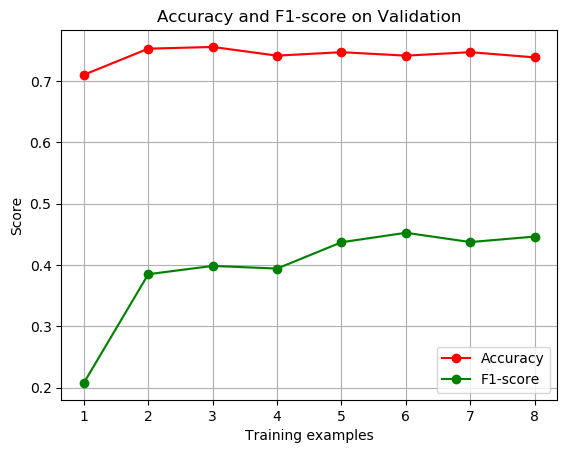 Accuracy and F1-score on Validation
Score
0.7
0.6
0.5
0.4
0.3
0.2
Accuracy
F1-score
1 2 3 4 5 6 7 8
Training examples